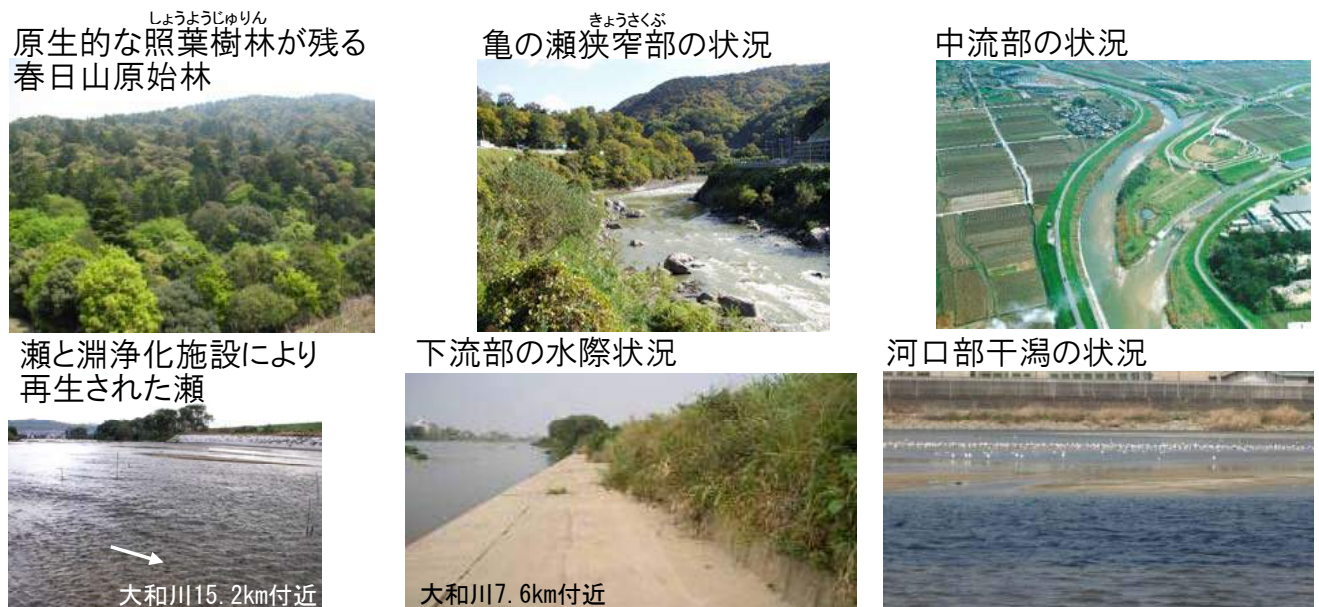 しょうようじゅりん
原生的な照葉樹林が残る
春日山原始林
きょうさくぶ
亀の瀬狭窄部の状況
中流部の状況
瀬と淵浄化施設により
再生された瀬
大和川15.2km付近
下流部の水際状況
大和川7.6km付近
河口部干潟の状況